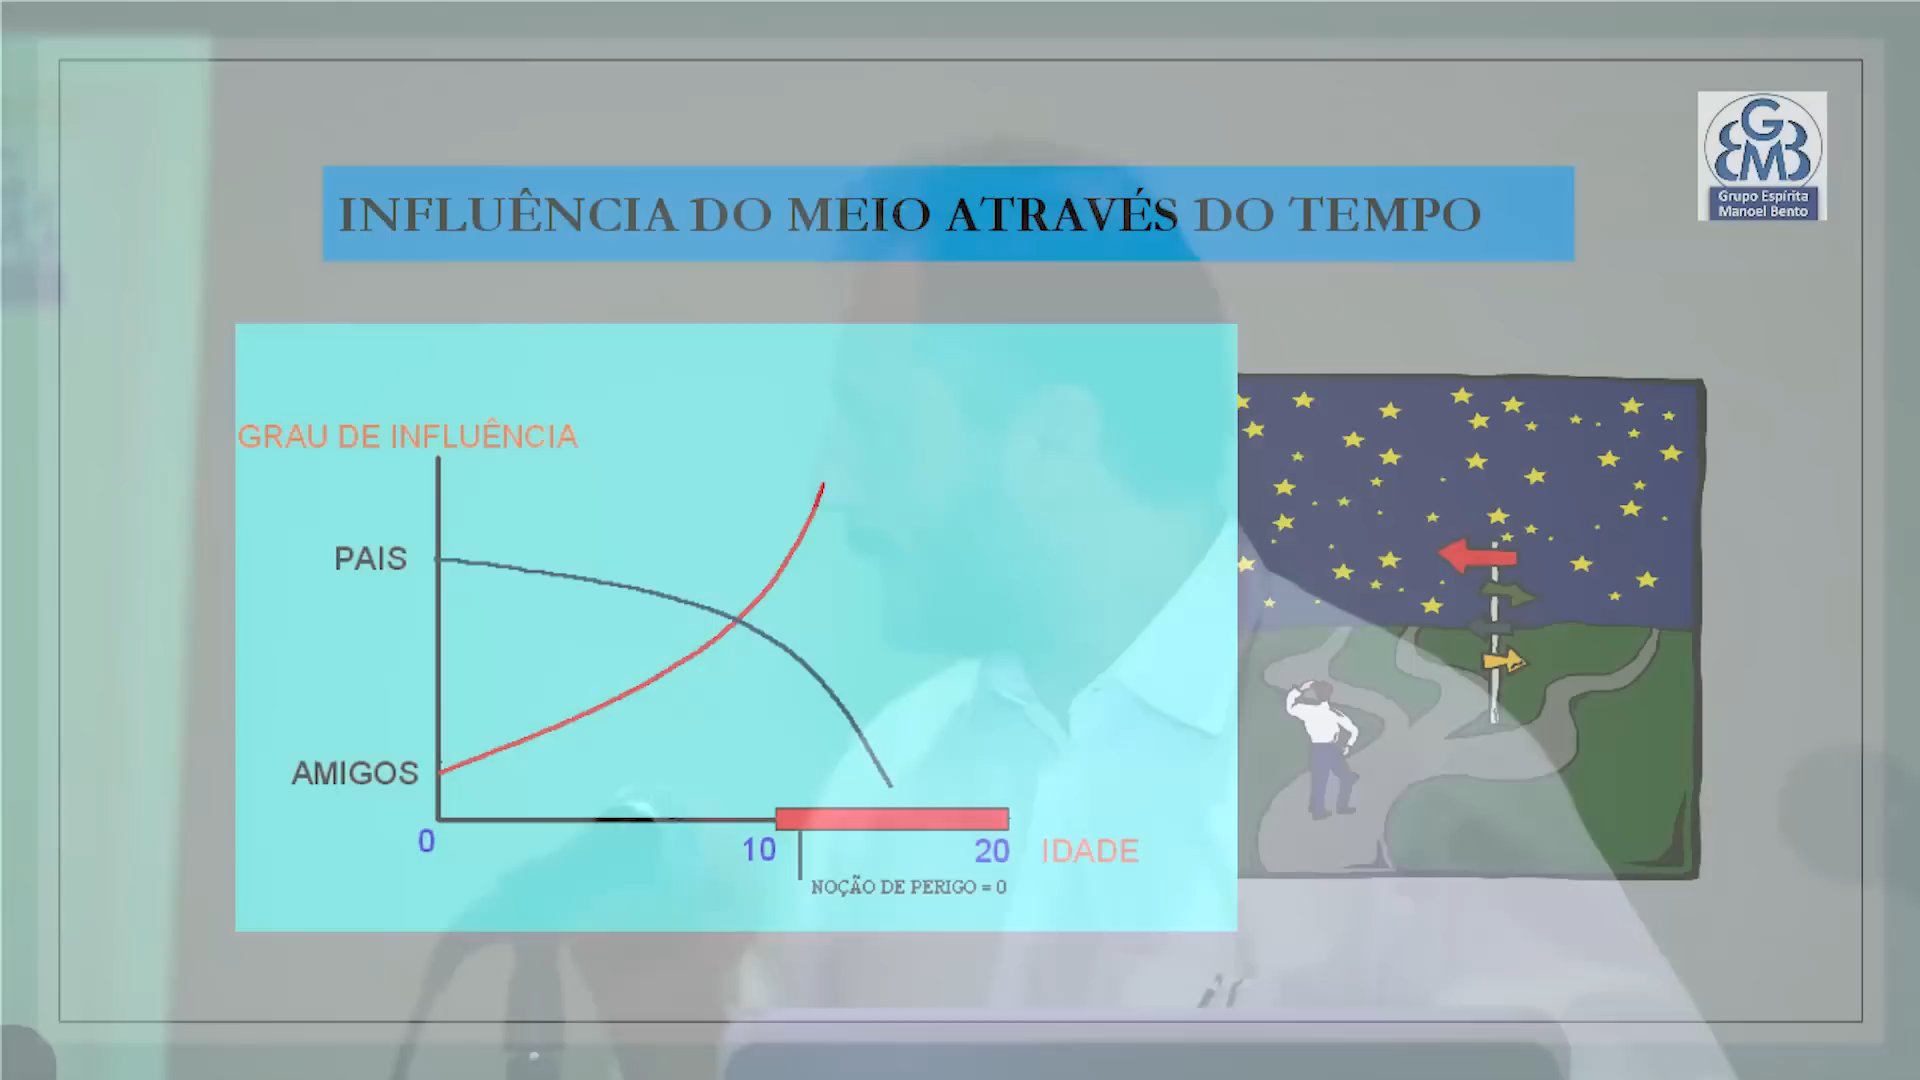 INFLUÊNCIA DO MEIO ATRAVÉS DO TEMPO
GBMB
Grupo Espírita
Manoel Bento
GRAU DE INFLUÊNCIA
PAIS
AMIGOS
0
10
20
IDADE
NOÇÃO DE PERIGO = 0